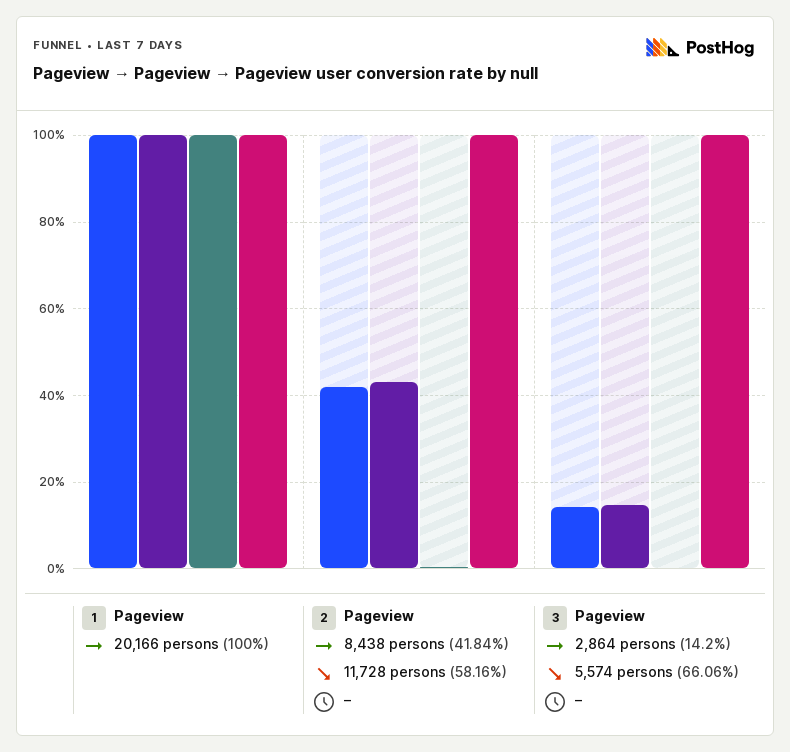 FUNNEL • LAST 7 DAYS
PostHog
Pageview → Pageview → Pageview user conversion rate by null
100%
80%
60%
40%
20%
0%
1 Pageview
→ 20,166 persons (100%)
2 Pageview
→ 8,438 persons (41.84%)
↘ 11,728 persons (58.16%)
–
3 Pageview
→ 2,864 persons (14.2%)
↘ 5,574 persons (66.06%)
–